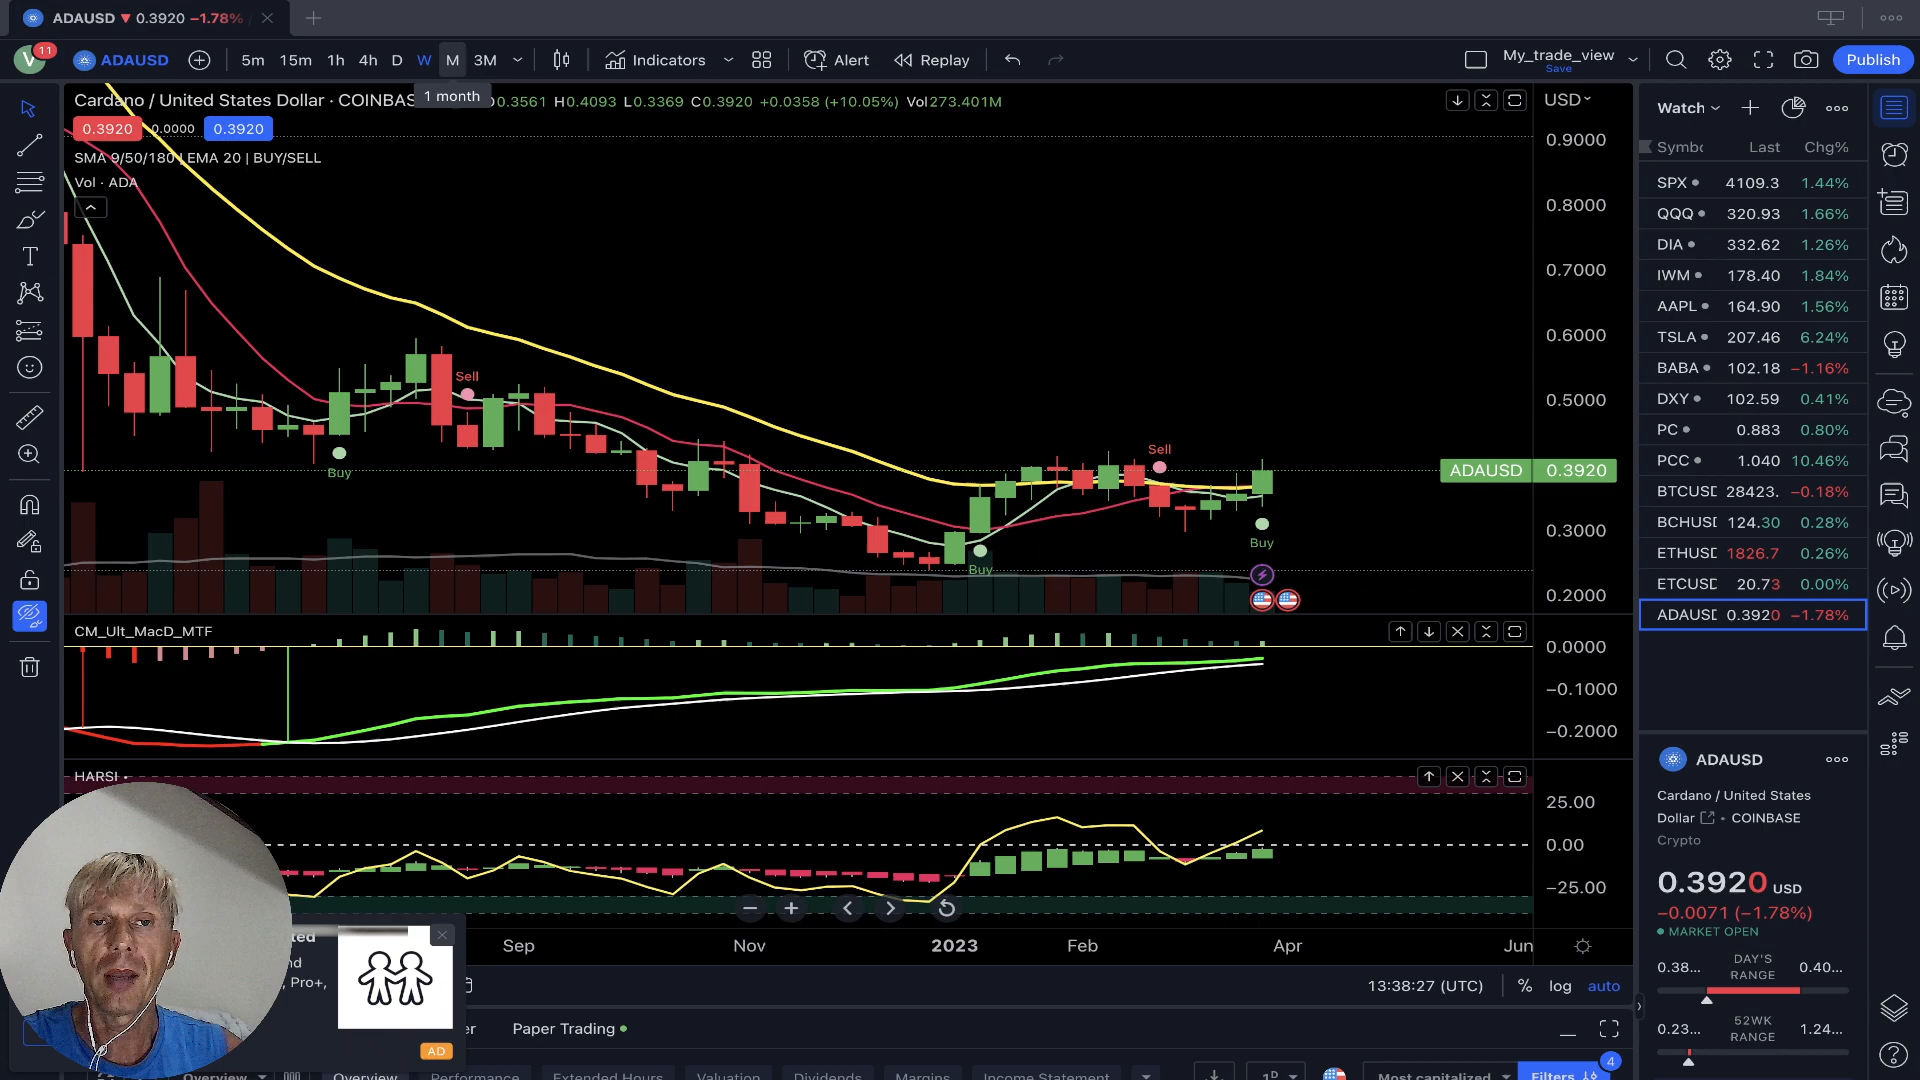 ADAUSD ▼ 0.3920 −1.78%
V 11 ADAUSD 5m 15m 1h 4h D W M 3M Indicators Alert Replay My_trade_view Save Publish
1 month
Cardano / United States Dollar · COINBAS 0.3561 H0.4093 L0.3369 C0.3920 +0.0358 (+10.05%) Vol273.401M
0.3920 0.0000 0.3920
SMA 9/50/180 EMA 20 | BUY/SELL
Vol · ADA
USD
0.9000
0.8000
0.7000
0.6000
0.5000
ADAUSD 0.3920
0.3000
0.2000
Sell
Buy
Buy
Sell
Buy
CM_Ult_MacD_MTF
0.0000
−0.1000
−0.2000
HARSI
25.00
0.00
−25.00
Sep Nov 2023 Feb Apr Jun
13:38:27 (UTC) % log auto
ted
nd
, Pro+,
AD
er Paper Trading
Overview Overview Performance Extended Hours Valuation Dividends Margins Income Statement 1D Most capitalized Filters 4
Watch
Symbo Last Chg%
SPX 4109.3 1.44%
QQQ 320.93 1.66%
DIA 332.62 1.26%
IWM 178.40 1.84%
AAPL 164.90 1.56%
TSLA 207.46 6.24%
BABA 102.18 −1.16%
DXY 102.59 0.41%
PC 0.883 0.80%
PCC 1.040 10.46%
BTCUSD 28423. −0.18%
BCHUSD 124.30 0.28%
ETHUSD 1826.7 0.26%
ETCUSD 20.73 0.00%
ADAUSD 0.3920 −1.78%
ADAUSD
Cardano / United States
Dollar • COINBASE
Crypto
0.3920 USD
−0.0071 (−1.78%)
MARKET OPEN
0.38... DAY'S RANGE 0.40...
0.23... 52WK RANGE 1.24...